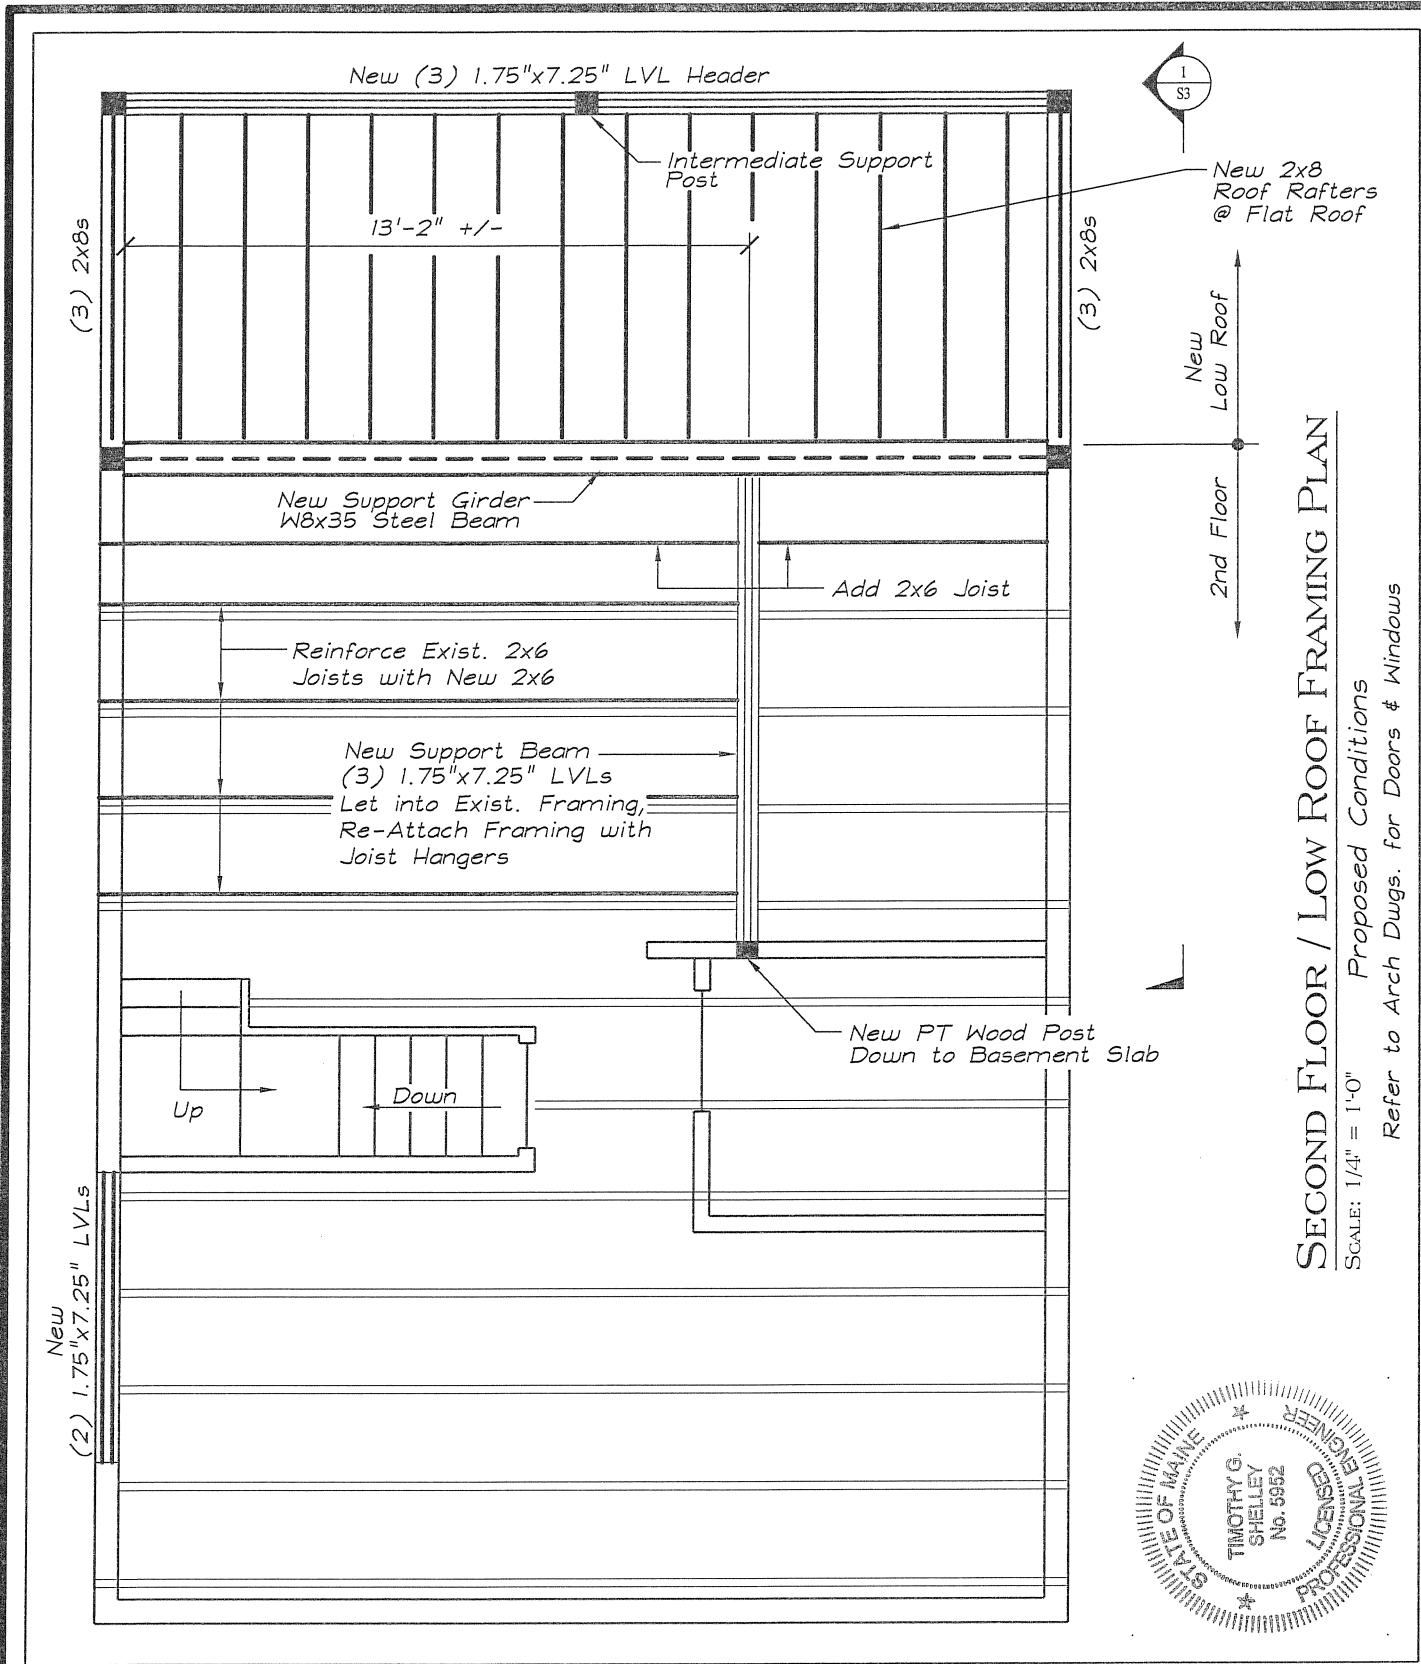 New (3) 1.75"x7.25" LVL Header
1
S3
Intermediate Support
Post
New 2x8
Roof Rafters
@ Flat Roof
13'-2" +/-
(3) 2x8s
(3) 2x8s
New
Low Roof
2nd Floor
New Support Girder
W8x35 Steel Beam
Add 2x6 Joist
Reinforce Exist. 2x6
Joists with New 2x6
New Support Beam
(3) 1.75"x7.25" LVLs
Let into Exist. Framing,
Re-Attach Framing with
Joist Hangers
New PT Wood Post
Down to Basement Slab
Up
Down
New
(2) 1.75"x7.25" LVLs
SECOND FLOOR / LOW ROOF FRAMING PLAN
SCALE: 1/4" = 1'-0" Proposed Conditions
Refer to Arch Dwgs. for Doors & Windows
STATE OF MAINE
TIMOTHY G.
SHELLEY
No. 5952
LICENSED
PROFESSIONAL ENGINEER